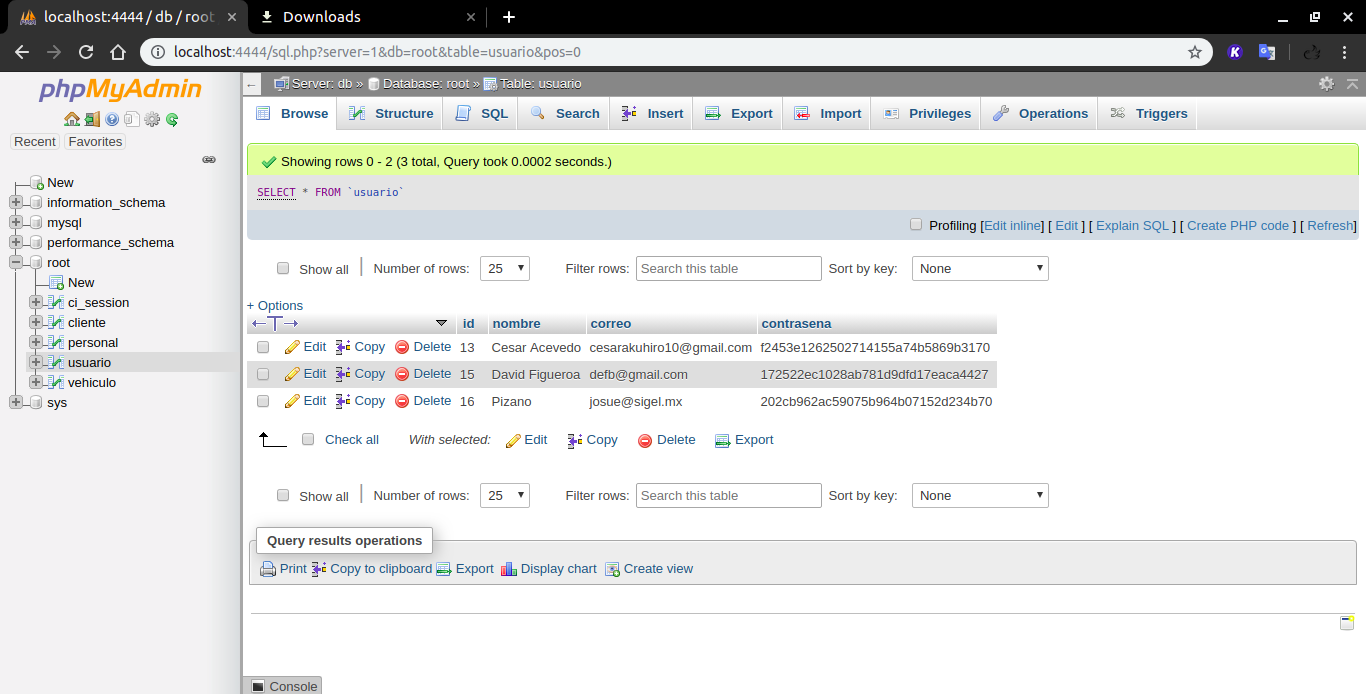 localhost:4444 / db / root
Downloads
localhost:4444/sql.php?server=1&db=root&table=usuario&pos=0
phpMyAdmin
Recent Favorites
New
information_schema
mysql
performance_schema
root
New
ci_session
cliente
personal
usuario
vehiculo
sys
Server: db » Database: root » Table: usuario
Browse Structure SQL Search Insert Export Import Privileges Operations Triggers
Showing rows 0 - 2 (3 total, Query took 0.0002 seconds.)
SELECT * FROM `usuario`
Profiling [Edit inline] [ Edit ] [ Explain SQL ] [ Create PHP code ] [ Refresh]
Show all | Number of rows: 25 Filter rows: Search this table Sort by key: None
+ Options
id nombre correo contrasena
Edit Copy Delete 13 Cesar Acevedo cesarakuhiro10@gmail.com f2453e1262502714155a74b5869b3170
Edit Copy Delete 15 David Figueroa defb@gmail.com 172522ec1028ab781d9dfd17eaca4427
Edit Copy Delete 16 Pizano josue@sigel.mx 202cb962ac59075b964b07152d234b70
Check all With selected: Edit Copy Delete Export
Show all | Number of rows: 25 Filter rows: Search this table Sort by key: None
Query results operations
Print Copy to clipboard Export Display chart Create view
Console